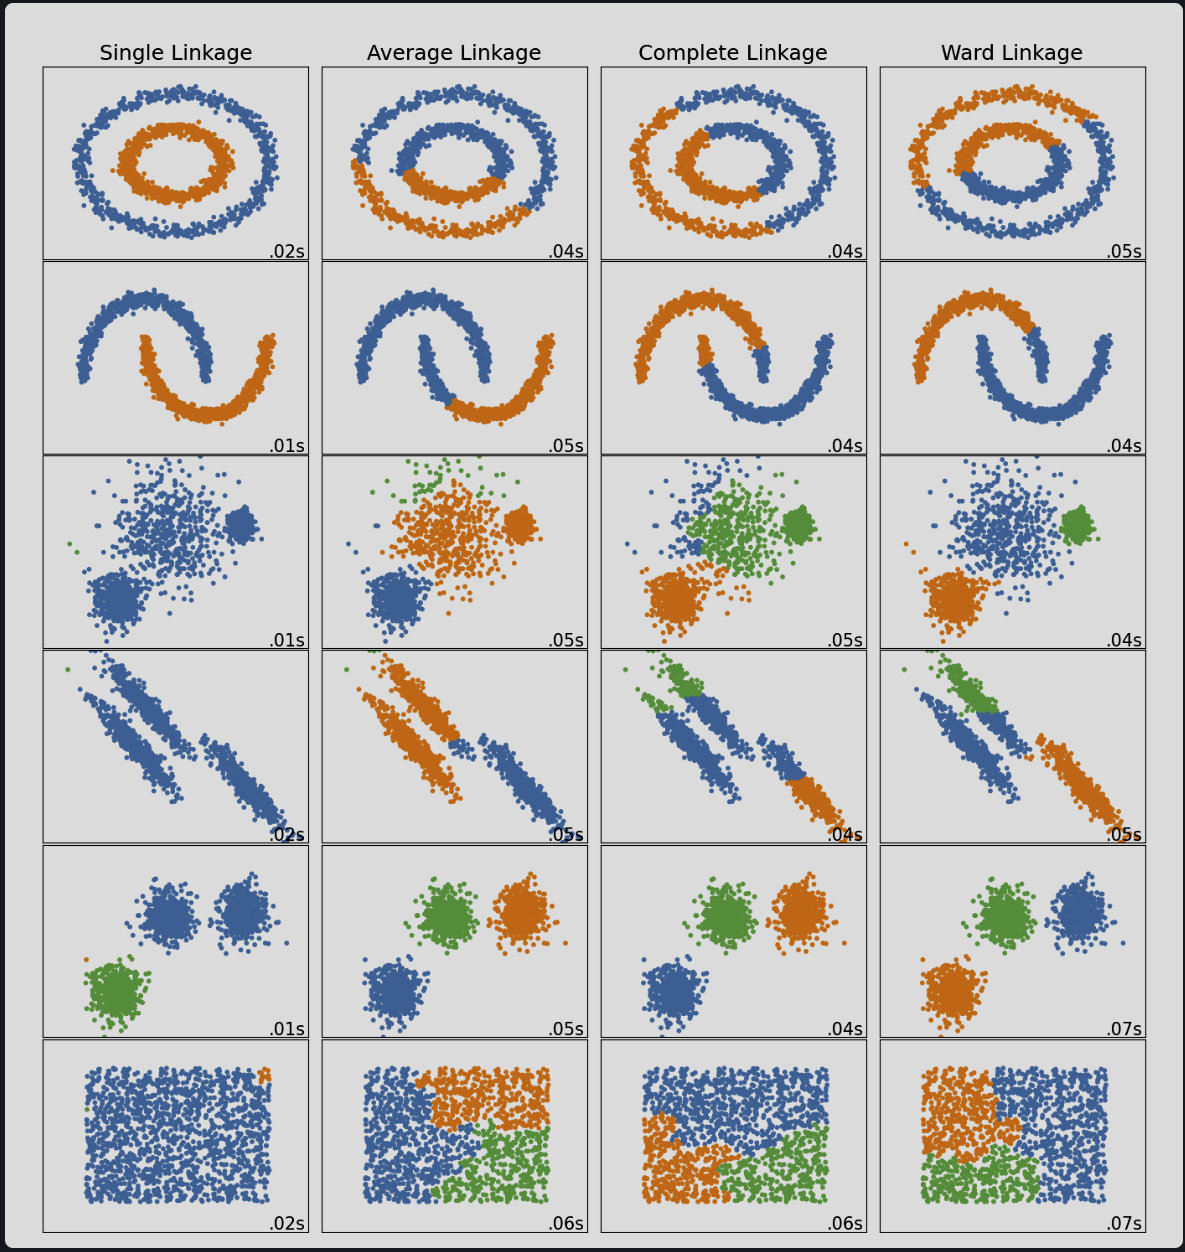 Single Linkage Average Linkage Complete Linkage Ward Linkage
.02s .04s .04s .05s
.01s .05s .04s .04s
.01s .05s .05s .04s
.02s .05s .04s .05s
.01s .05s .04s .07s
.02s .06s .06s .07s